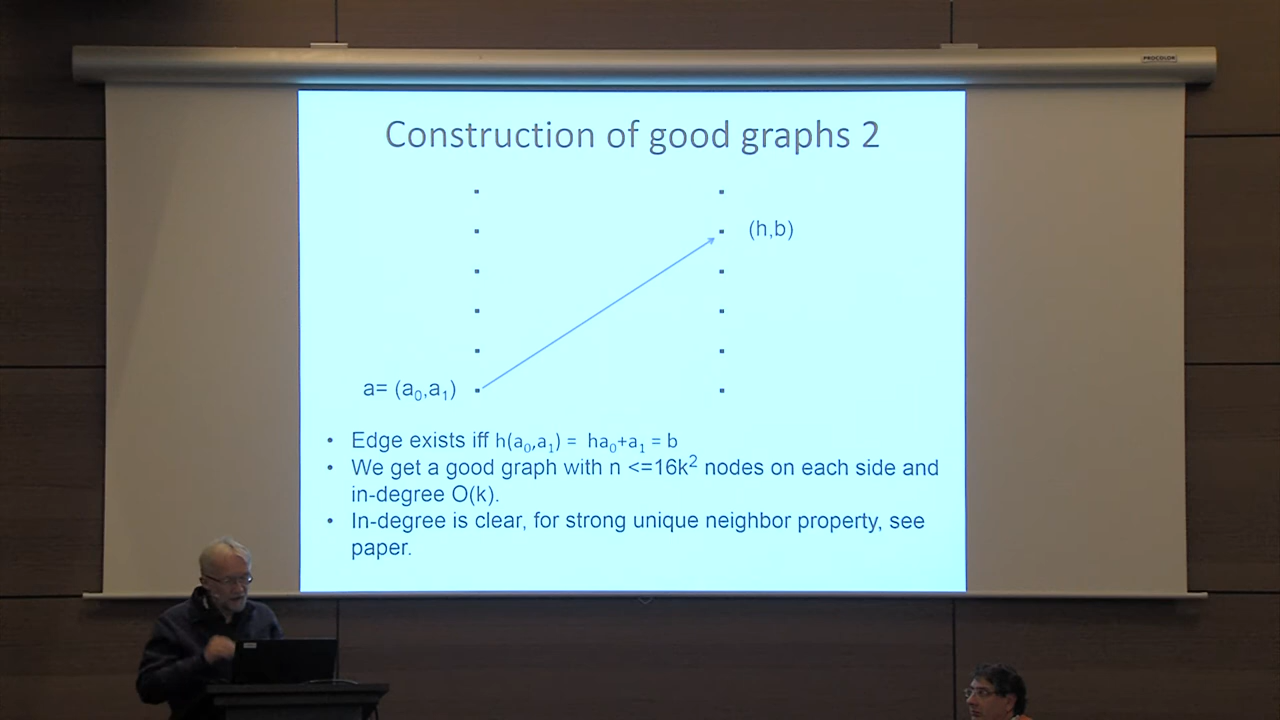 PROCOLOR
Construction of good graphs 2
(h,b)
a= (a₀,a₁)
• Edge exists iff h(a₀,a₁) = ha₀+a₁ = b
• We get a good graph with n <=16k² nodes on each side and
in-degree O(k).
• In-degree is clear, for strong unique neighbor property, see
paper.